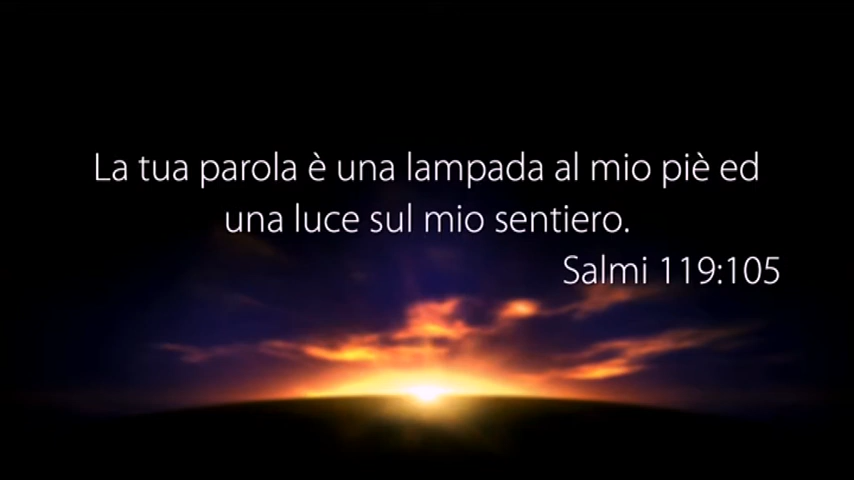 La tua parola è una lampada al mio piè ed
una luce sul mio sentiero.
Salmi 119:105